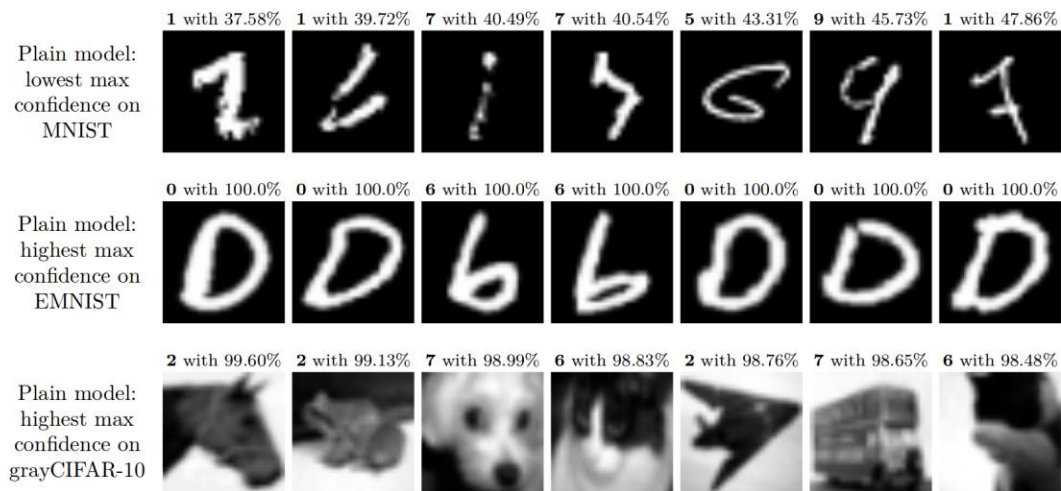 1 with 37.58% 1 with 39.72% 7 with 40.49% 7 with 40.54% 5 with 43.31% 9 with 45.73% 1 with 47.86%
Plain model:
lowest max
confidence on
MNIST
0 with 100.0% 0 with 100.0% 6 with 100.0% 6 with 100.0% 0 with 100.0% 0 with 100.0% 0 with 100.0%
Plain model:
highest max
confidence on
EMNIST
2 with 99.60% 2 with 99.13% 7 with 98.99% 6 with 98.83% 2 with 98.76% 7 with 98.65% 6 with 98.48%
Plain model:
highest max
confidence on
grayCIFAR-10